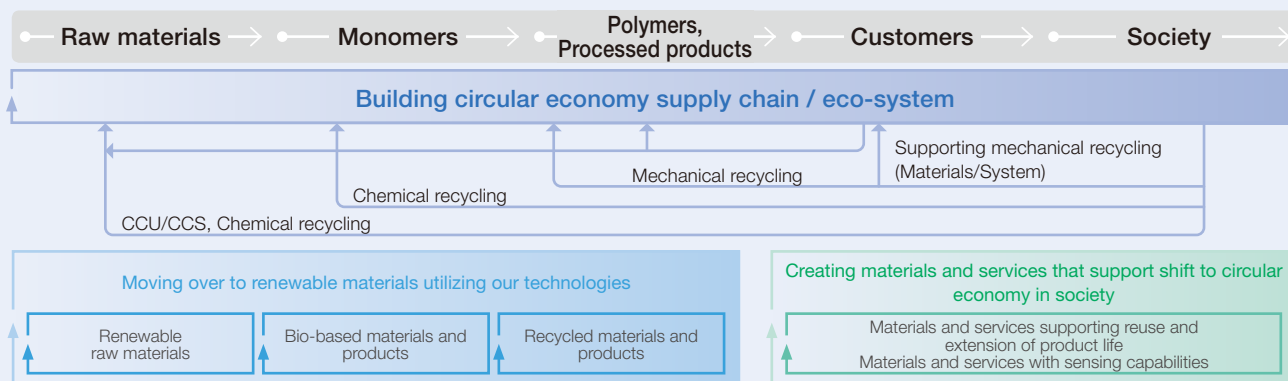 Raw materials
Monomers
Polymers,
Processed products
Customers
Society
Building circular economy supply chain / eco-system
Supporting mechanical recycling
(Materials/System)
Mechanical recycling
Chemical recycling
CCU/CCS, Chemical recycling
Moving over to renewable materials utilizing our technologies
Renewable
raw materials
Bio-based materials and
products
Recycled materials and
products
Creating materials and services that support shift to circular
economy in society
Materials and services supporting reuse and
extension of product life
Materials and services with sensing capabilities